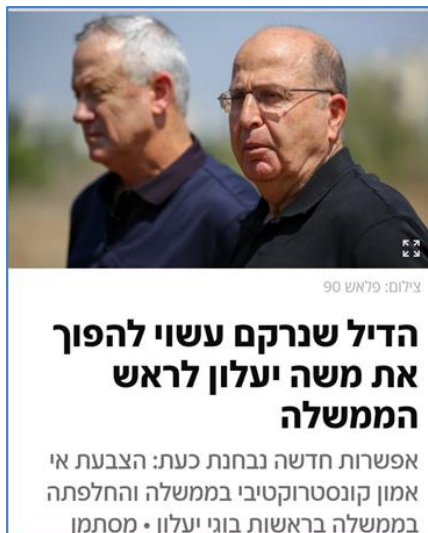 צילום: פלאש 90
הדיל שנרקם עשוי להפוך
את משה יעלון לראש
הממשלה
אפשרות חדשה נבחנת כעת: הצבעת אי
אמון קונסטרוקטיבי בממשלה והחלפתה
בממשלה בראשות בוגי יעלון • מסתמן